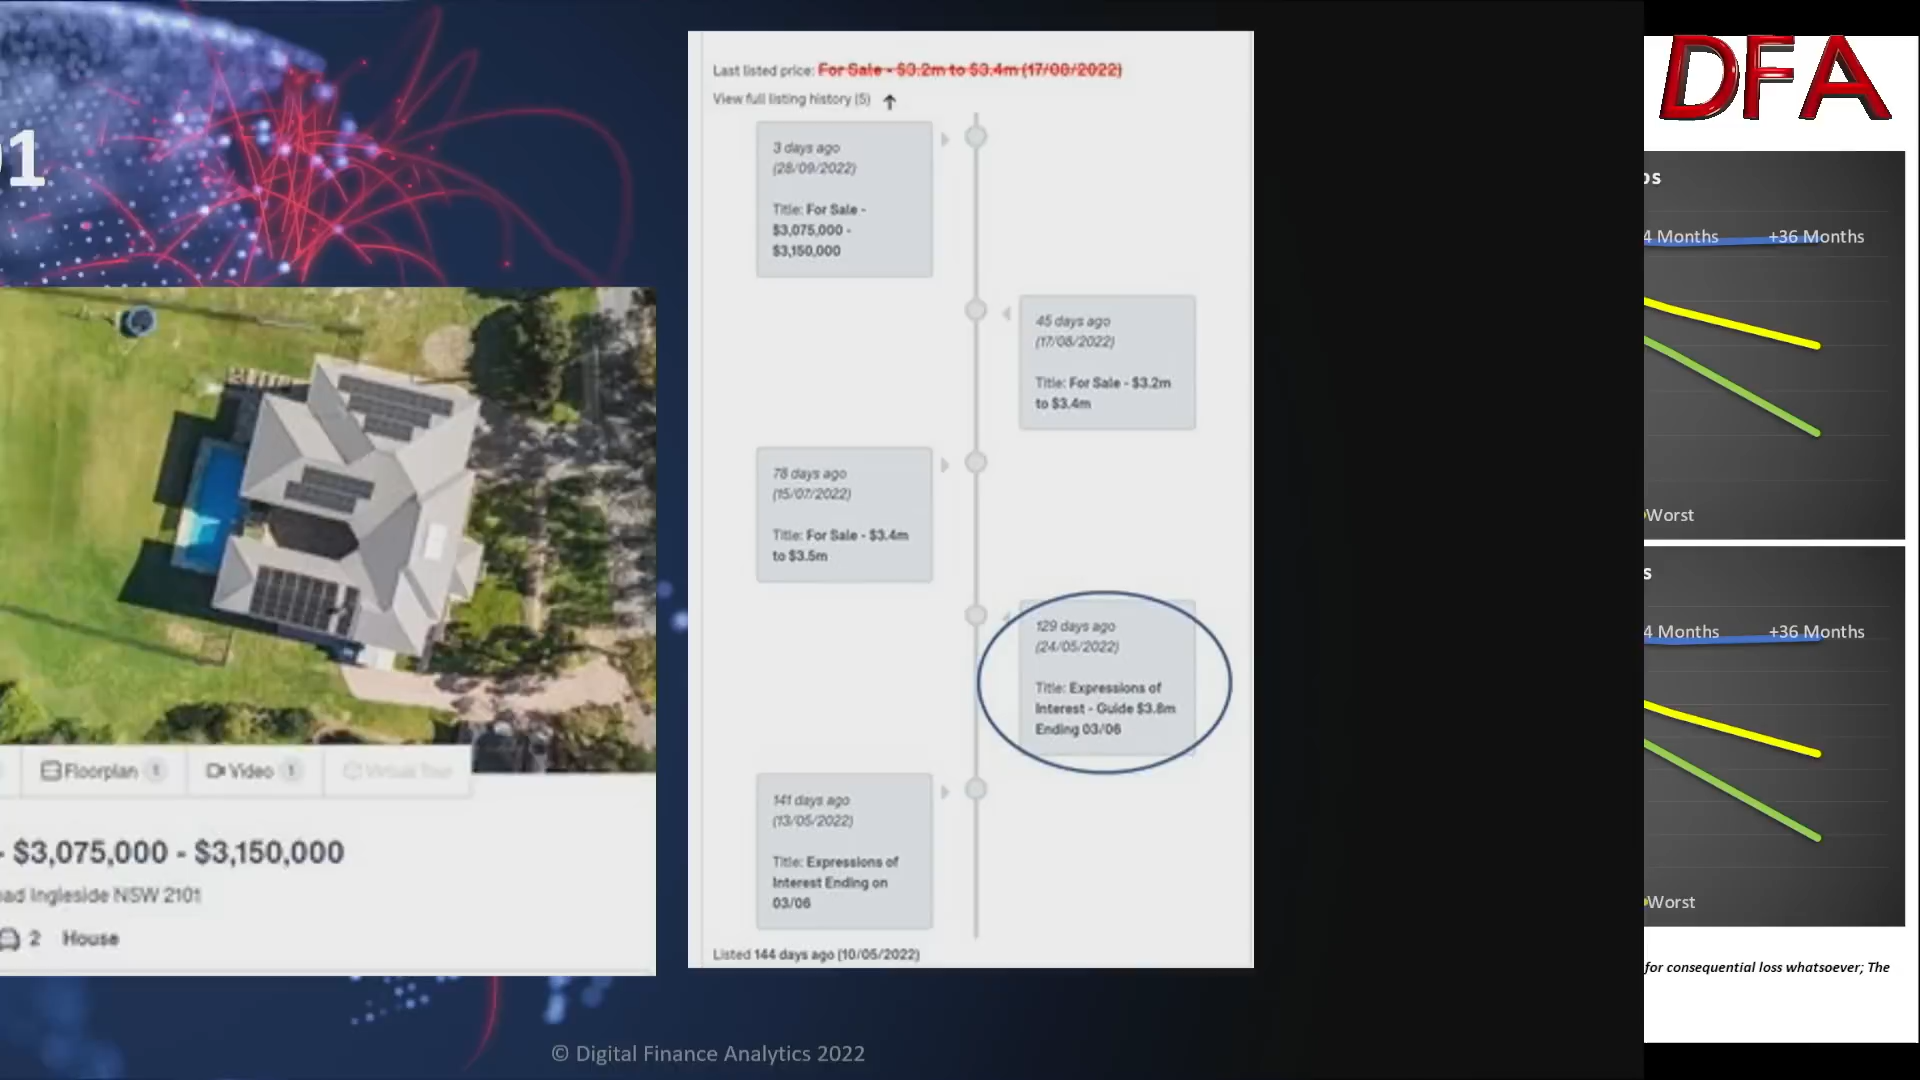 01
Floorplan 1
Video 1
Virtual Tour
- $3,075,000 - $3,150,000
oad Ingleside NSW 2101
2 House
Last listed price: For Sale - $3.2m to $3.4m (17/08/2022)
View full listing history (5)
3 days ago
(28/09/2022)
Title: For Sale -
$3,075,000 -
$3,150,000
45 days ago
(17/08/2022)
Title: For Sale - $3.2m
to $3.4m
78 days ago
(15/07/2022)
Title: For Sale - $3.4m
to $3.5m
129 days ago
(24/05/2022)
Title: Expressions of
Interest - Guide $3.8m
Ending 03/06
141 days ago
(13/05/2022)
Title: Expressions of
Interest Ending on
03/06
Listed 144 days ago (10/05/2022)
© Digital Finance Analytics 2022
DFA
os
4 Months +36 Months
Worst
s
4 Months +36 Months
Worst
for consequential loss whatsoever; The